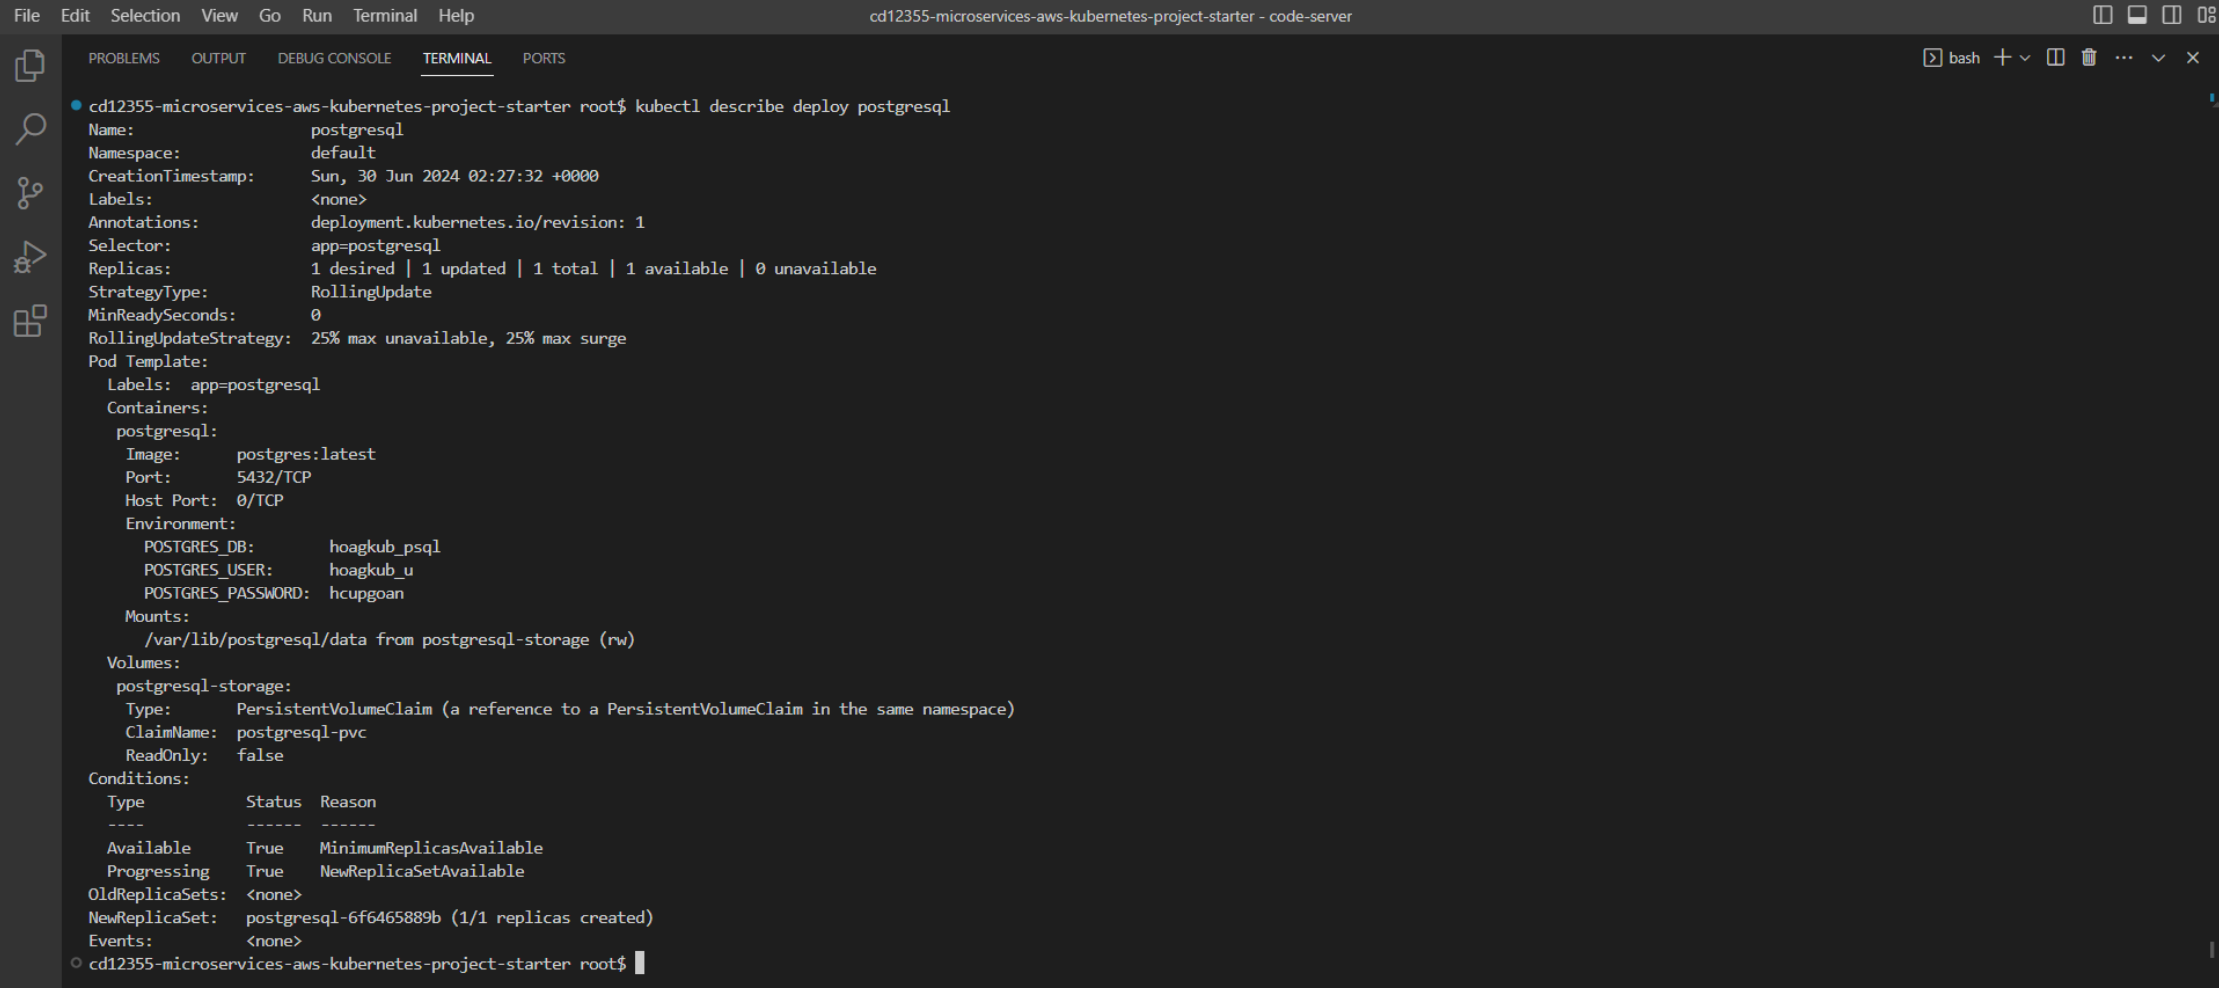 File Edit Selection View Go Run Terminal Help cd12355-microservices-aws-kubernetes-project-starter - code-server
PROBLEMS OUTPUT DEBUG CONSOLE TERMINAL PORTS bash
cd12355-microservices-aws-kubernetes-project-starter root$ kubectl describe deploy postgresql
Name: postgresql
Namespace: default
CreationTimestamp: Sun, 30 Jun 2024 02:27:32 +0000
Labels: <none>
Annotations: deployment.kubernetes.io/revision: 1
Selector: app=postgresql
Replicas: 1 desired | 1 updated | 1 total | 1 available | 0 unavailable
StrategyType: RollingUpdate
MinReadySeconds: 0
RollingUpdateStrategy: 25% max unavailable, 25% max surge
Pod Template:
Labels: app=postgresql
Containers:
postgresql:
Image: postgres:latest
Port: 5432/TCP
Host Port: 0/TCP
Environment:
POSTGRES_DB: hoagkub_psql
POSTGRES_USER: hoagkub_u
POSTGRES_PASSWORD: hcupgoan
Mounts:
/var/lib/postgresql/data from postgresql-storage (rw)
Volumes:
postgresql-storage:
Type: PersistentVolumeClaim (a reference to a PersistentVolumeClaim in the same namespace)
ClaimName: postgresql-pvc
ReadOnly: false
Conditions:
Type Status Reason
---- ------ ------
Available True MinimumReplicasAvailable
Progressing True NewReplicaSetAvailable
OldReplicaSets: <none>
NewReplicaSet: postgresql-6f6465889b (1/1 replicas created)
Events: <none>
cd12355-microservices-aws-kubernetes-project-starter root$